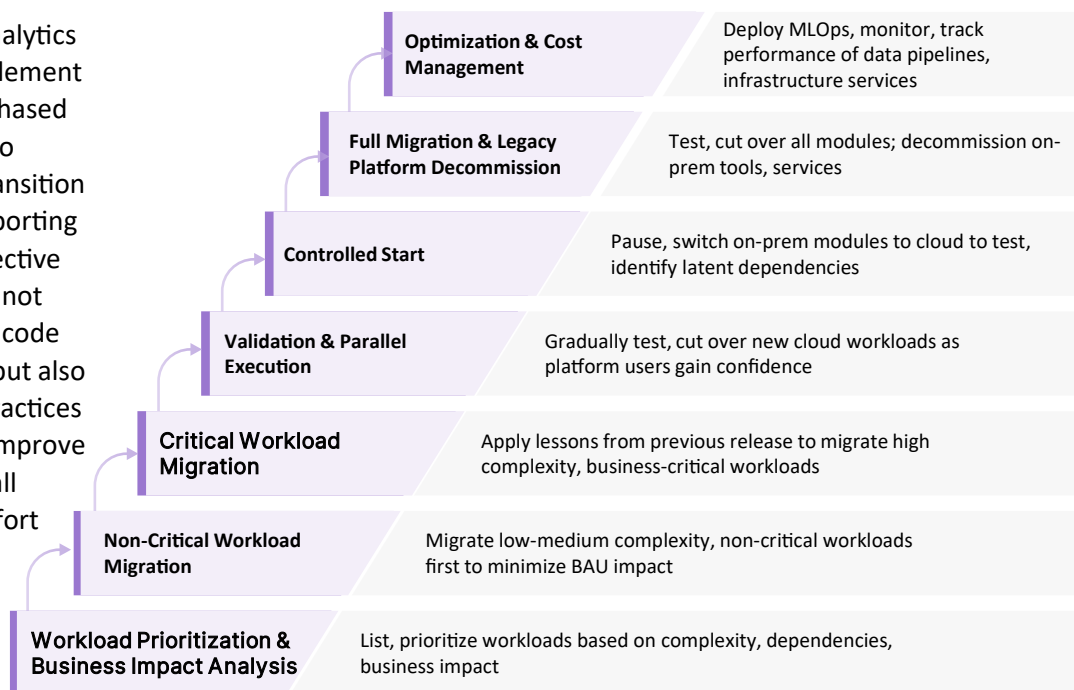 alytics
lement
hased
o
ansition
porting
ective
not
code
but also
actices
mprove
all
fort
Optimization & Cost
Management
Deploy MLOps, monitor, track
performance of data pipelines,
infrastructure services
Full Migration & Legacy
Platform Decommission
Test, cut over all modules; decommission on-
prem tools, services
Controlled Start
Pause, switch on-prem modules to cloud to test,
identify latent dependencies
Validation & Parallel
Execution
Gradually test, cut over new cloud workloads as
platform users gain confidence
Critical Workload
Migration
Apply lessons from previous release to migrate high
complexity, business-critical workloads
Non-Critical Workload
Migration
Migrate low-medium complexity, non-critical workloads
first to minimize BAU impact
Workload Prioritization &
Business Impact Analysis
List, prioritize workloads based on complexity, dependencies,
business impact